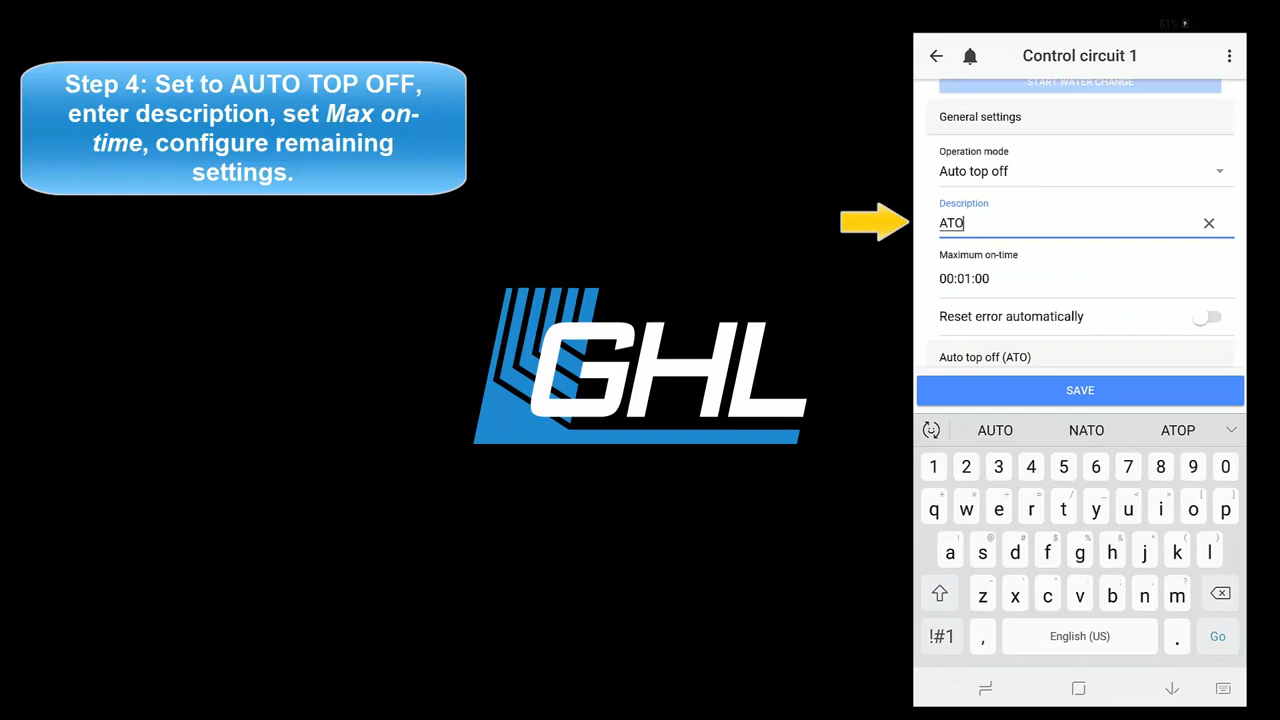 Step 4: Set to AUTO TOP OFF,
enter description, set Max on-
time, configure remaining
settings.
GHL
61%
Control circuit 1
START WATER CHANGE
General settings
Operation mode
Auto top off
Description
ATO
Maximum on-time
00:01:00
Reset error automatically
Auto top off (ATO)
SAVE
AUTO NATO ATOP
1 2 3 4 5 6 7 8 9 0
+ × ÷ = / _ < > [ ]
q w e r t y u i o p
! @ # $ % ^ & * ( )
a s d f g h j k l
- ' " : ; , ?
z x c v b n m
!#1 , English (US) . Go